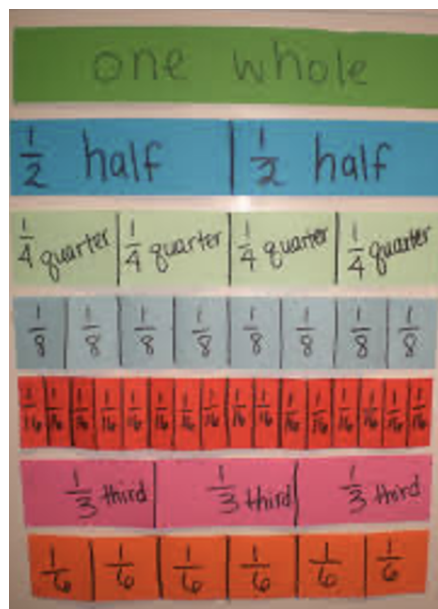 one whole
1/2 half 1/2 half
1/4 quarter 1/4 quarter 1/4 quarter 1/4 quarter
1/8 1/8 1/8 1/8 1/8 1/8 1/8 1/8
1/16 1/16 1/16 1/16 1/16 1/16 1/16 1/16 1/16 1/16 1/16 1/16 1/16 1/16 1/16 1/16
1/3 third 1/3 third 1/3 third
1/6 1/6 1/6 1/6 1/6 1/6